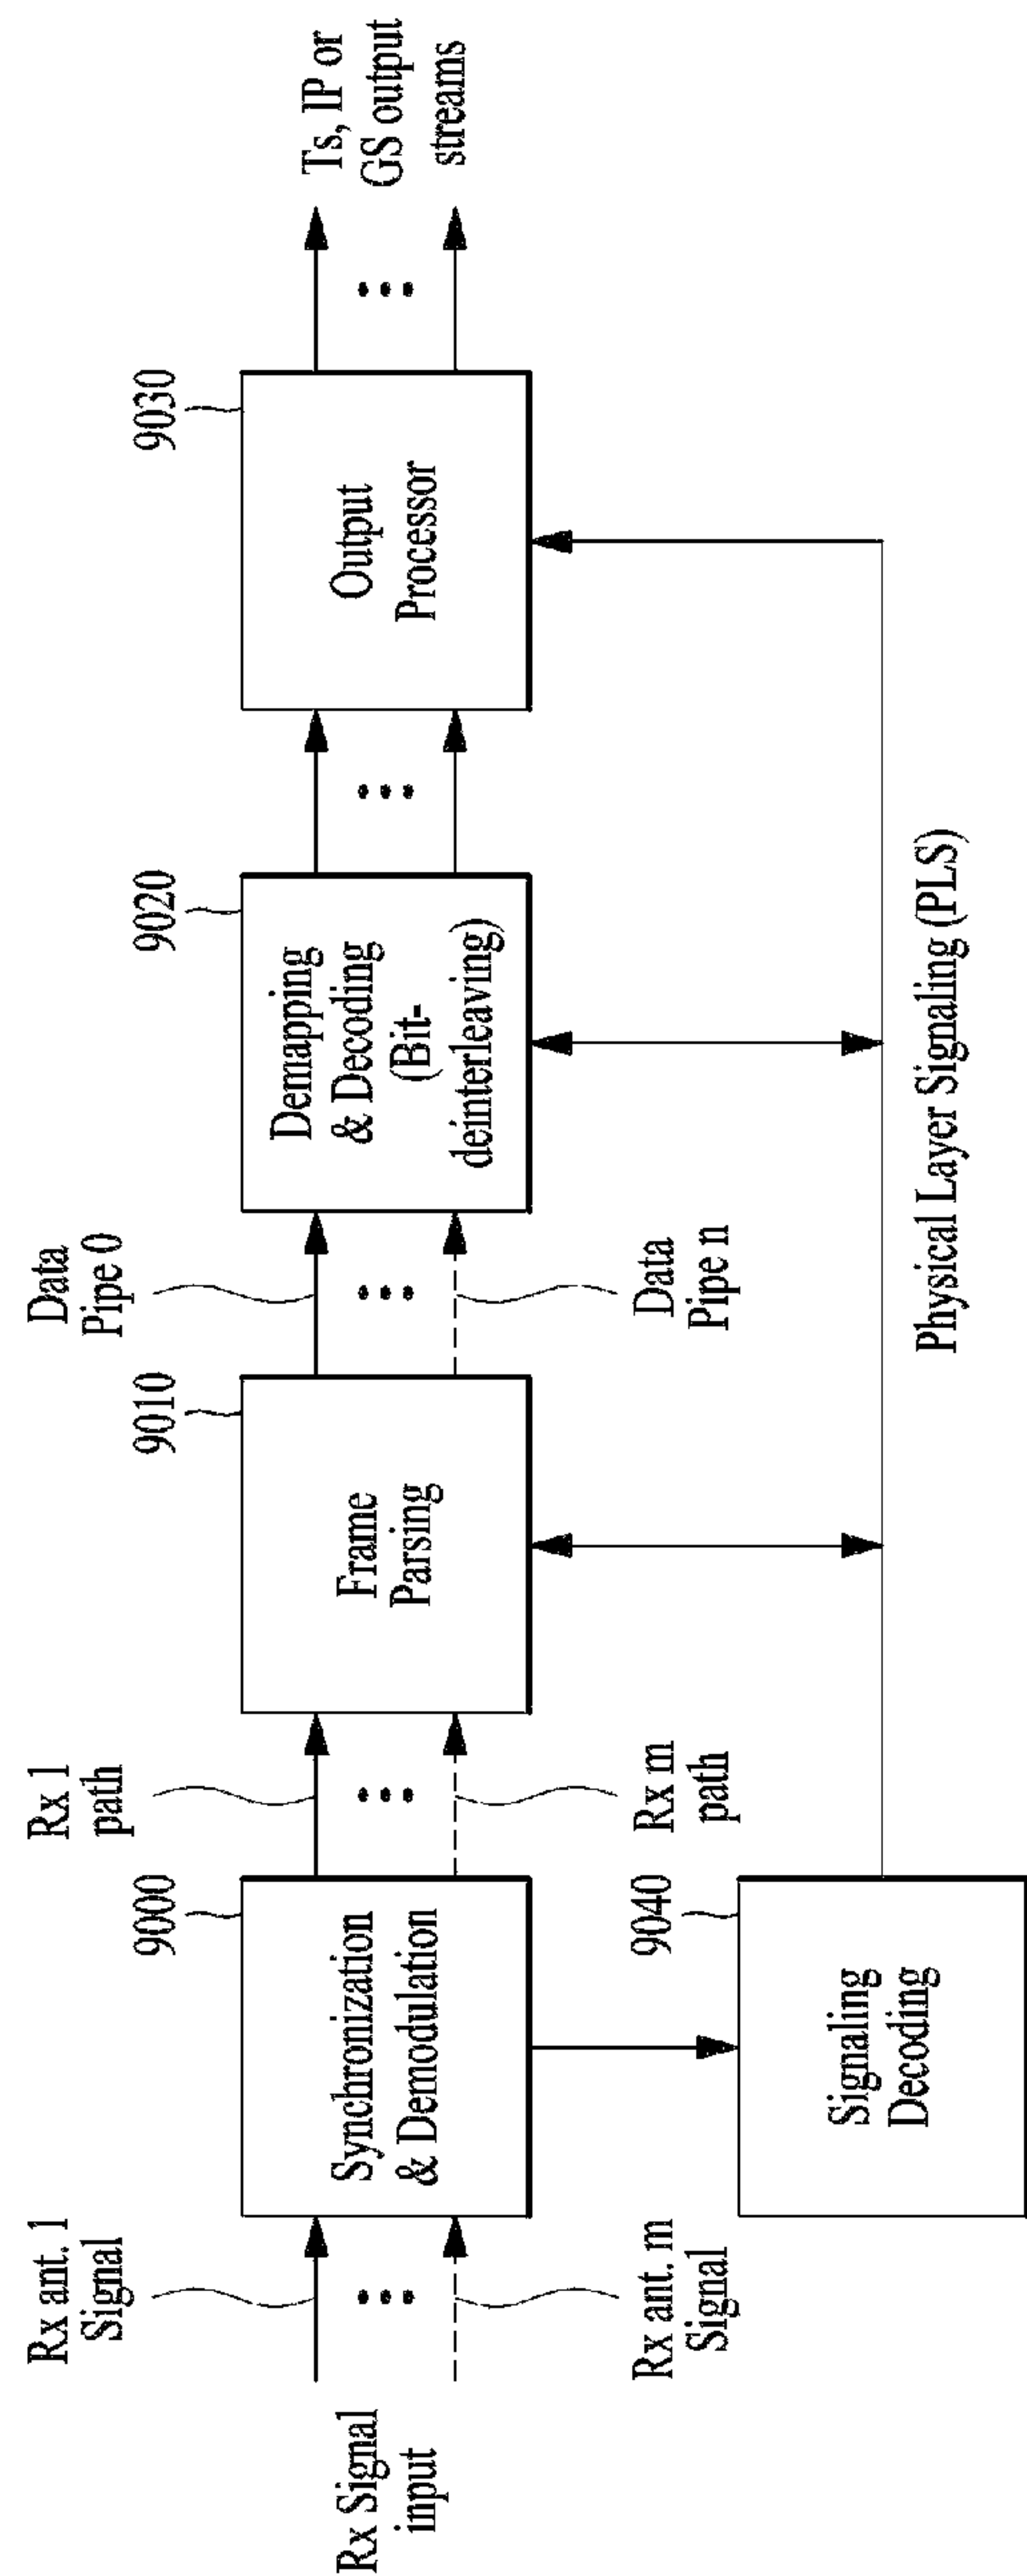 Rx Signal
input
Rx ant. 1
Signal
Rx ant. m
Signal
9000
Synchronization
& Demodulation
Rx 1
path
Rx m
path
9010
Frame
Parsing
Data
Pipe 0
Data
Pipe n
9020
Demapping
& Decoding
(Bit-
deinterleaving)
9030
Output
Processor
Ts, IP or
GS output
streams
9040
Signaling
Decoding
Physical Layer Signaling (PLS)